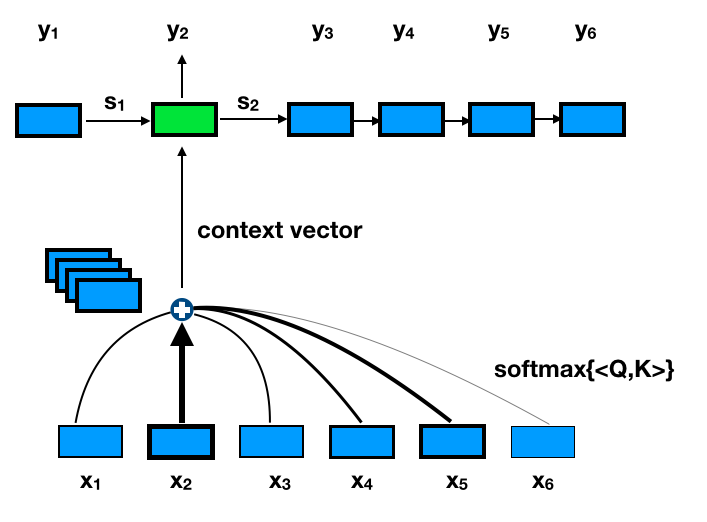 y₁ y₂ y₃ y₄ y₅ y₆
s₁ s₂
context vector
softmax{<Q,K>}
x₁ x₂ x₃ x₄ x₅ x₆